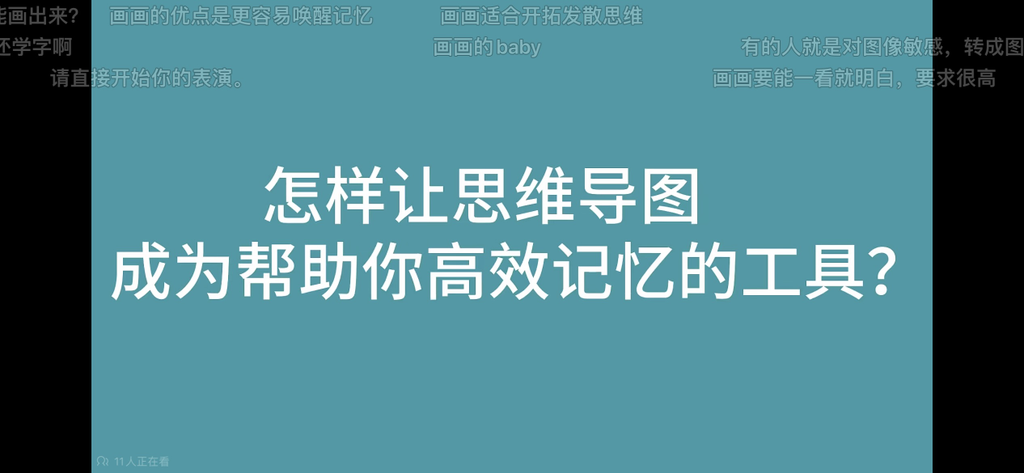 能画出来？ 画画的优点是更容易唤醒记忆 画画适合开拓发散思维
还学字啊 画画的baby 有的人就是对图像敏感，转成图
请直接开始你的表演。 画画要能一看就明白，要求很高
怎样让思维导图
成为帮助你高效记忆的工具？
11人正在看